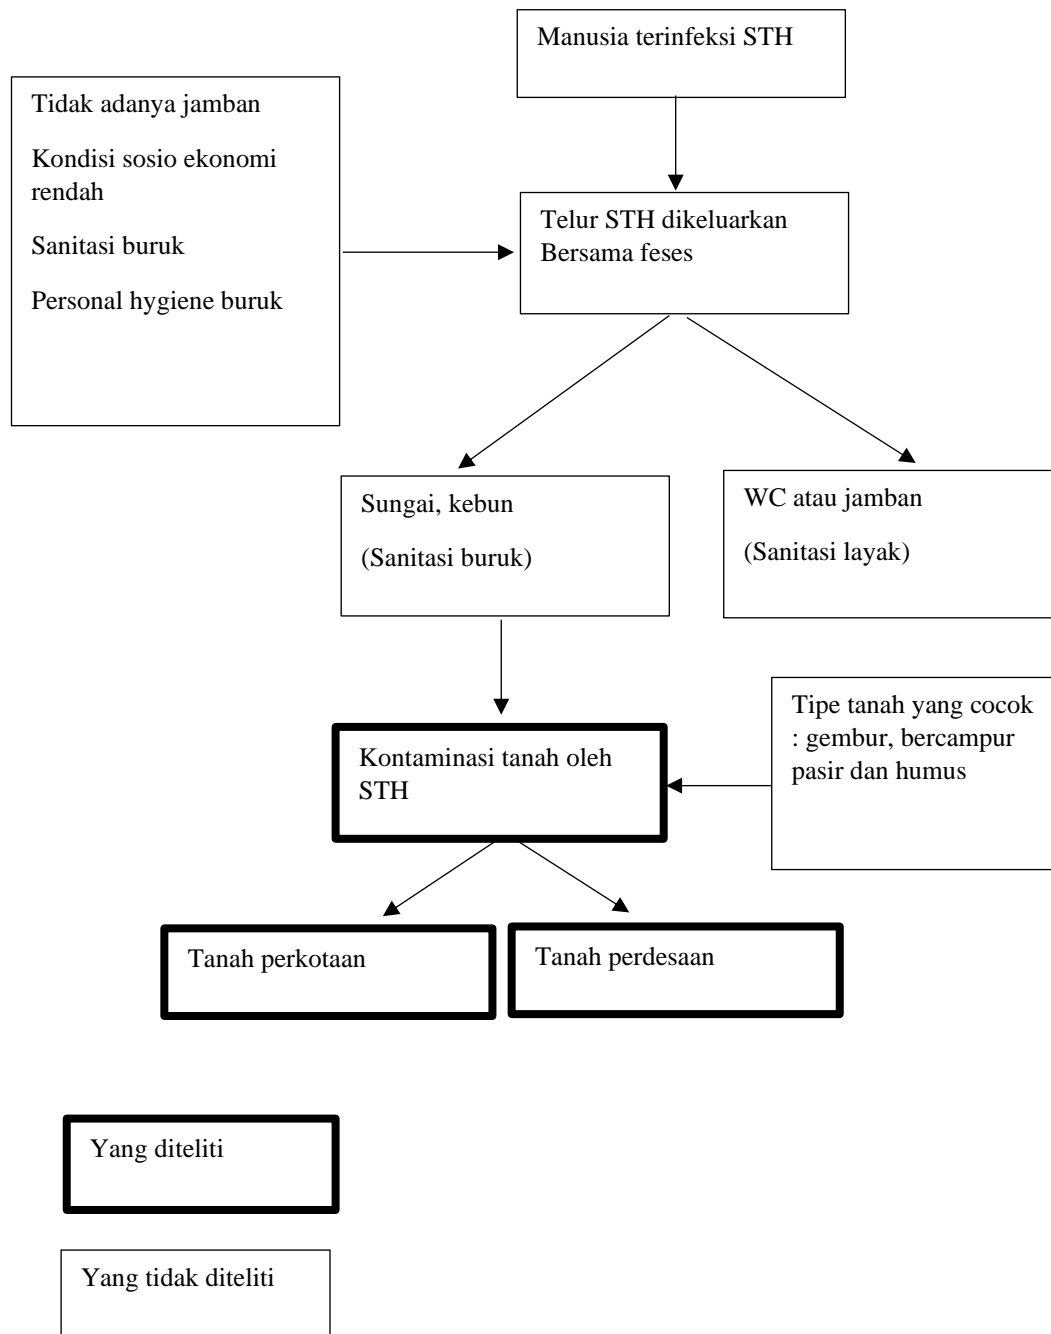 Manusia terinfeksi STH
Tidak adanya jamban
Kondisi sosio ekonomi
rendah
Sanitasi buruk
Personal hygiene buruk
Telur STH dikeluarkan
Bersama feses
Sungai, kebun
(Sanitasi buruk)
WC atau jamban
(Sanitasi layak)
Tipe tanah yang cocok
: gembur, bercampur
pasir dan humus
Kontaminasi tanah oleh
STH
Tanah perkotaan
Tanah perdesaan
Yang diteliti
Yang tidak diteliti